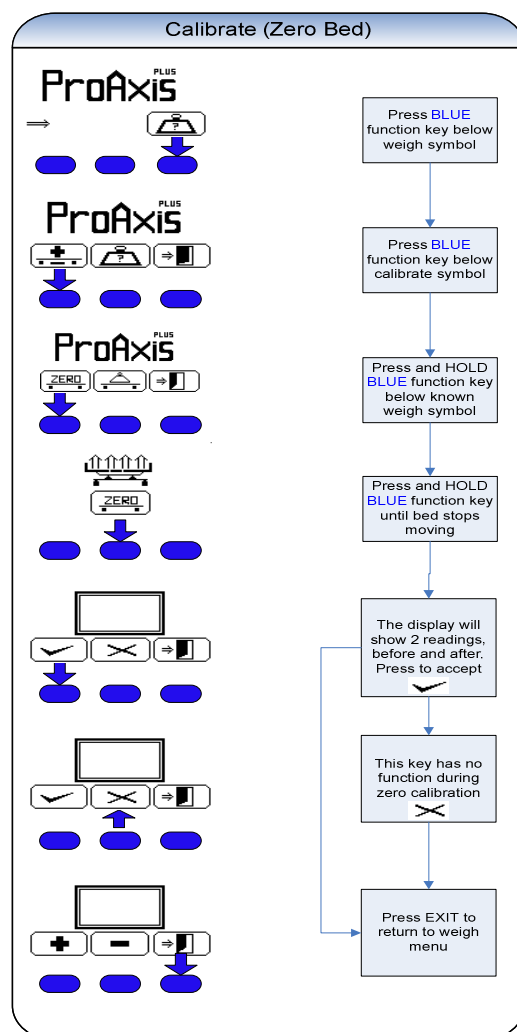 Calibrate (Zero Bed)
ProAxis PLUS
?
Press BLUE
function key below
weigh symbol
ProAxis PLUS
?
Press BLUE
function key below
calibrate symbol
ProAxis PLUS
ZERO
Press and HOLD
BLUE function key
below known
weigh symbol
ZERO
Press and HOLD
BLUE function key
until bed stops
moving
The display will
show 2 readings,
before and after.
Press to accept
This key has no
function during
zero calibration
Press EXIT to
return to weigh
menu